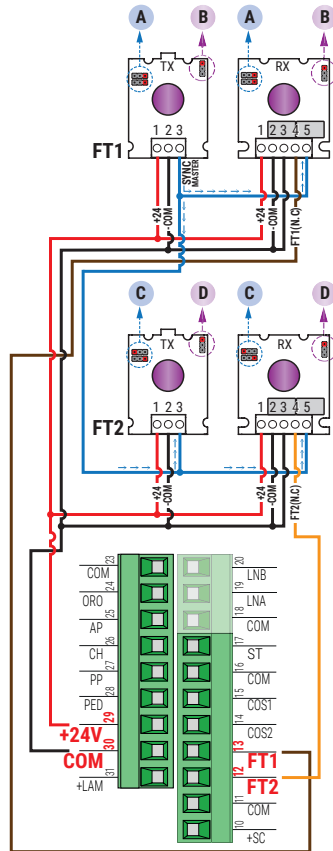 A B A B
TX RX
1 2 3 1 2 3 4 5
FT1
SYNC
MASTER
+24 -COM +24 -COM FT1(N.C)
C D C D
TX RX
1 2 3 1 2 3 4 5
FT2
+24 -COM +24 -COM FT2(N.C)
23 COM
24 ORO
25 AP
26 CH
27 PP
28 PED
29 +24V
30 COM
31 +LAM
20 LNB
19 LNA
18 COM
17 ST
16 COM
15 COS1
14 COS2
13 FT1
12 FT2
11 COM
10 +SC